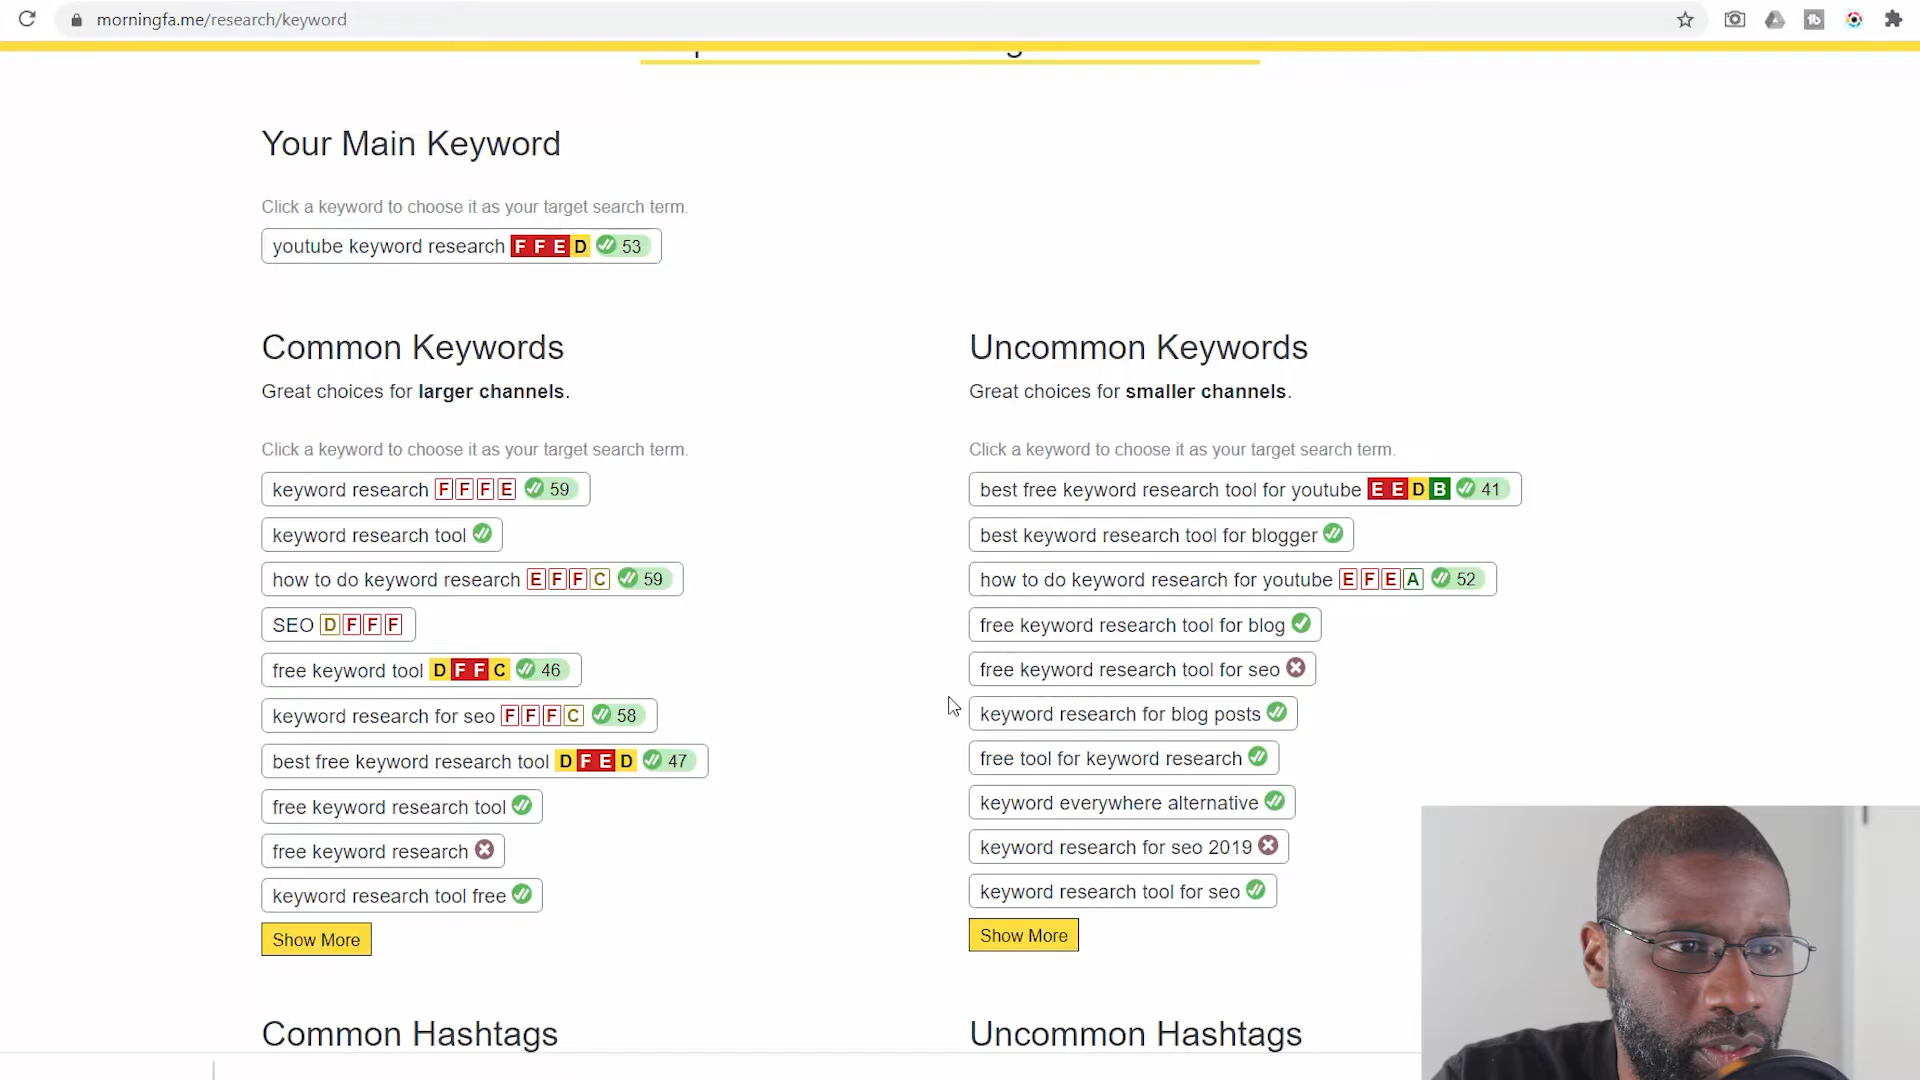 morningfa.me/research/keyword
Your Main Keyword
Click a keyword to choose it as your target search term.
youtube keyword research F F E D 53
Common Keywords
Great choices for larger channels.
Click a keyword to choose it as your target search term.
keyword research F F F E 59
keyword research tool
how to do keyword research E F F C 59
SEO D F F F
free keyword tool D F F C 46
keyword research for seo F F F C 58
best free keyword research tool D F E D 47
free keyword research tool
free keyword research
keyword research tool free
Show More
Common Hashtags
Uncommon Keywords
Great choices for smaller channels.
Click a keyword to choose it as your target search term.
best free keyword research tool for youtube E E D B 41
best keyword research tool for blogger
how to do keyword research for youtube E F E A 52
free keyword research tool for blog
free keyword research tool for seo
keyword research for blog posts
free tool for keyword research
keyword everywhere alternative
keyword research for seo 2019
keyword research tool for seo
Show More
Uncommon Hashtags